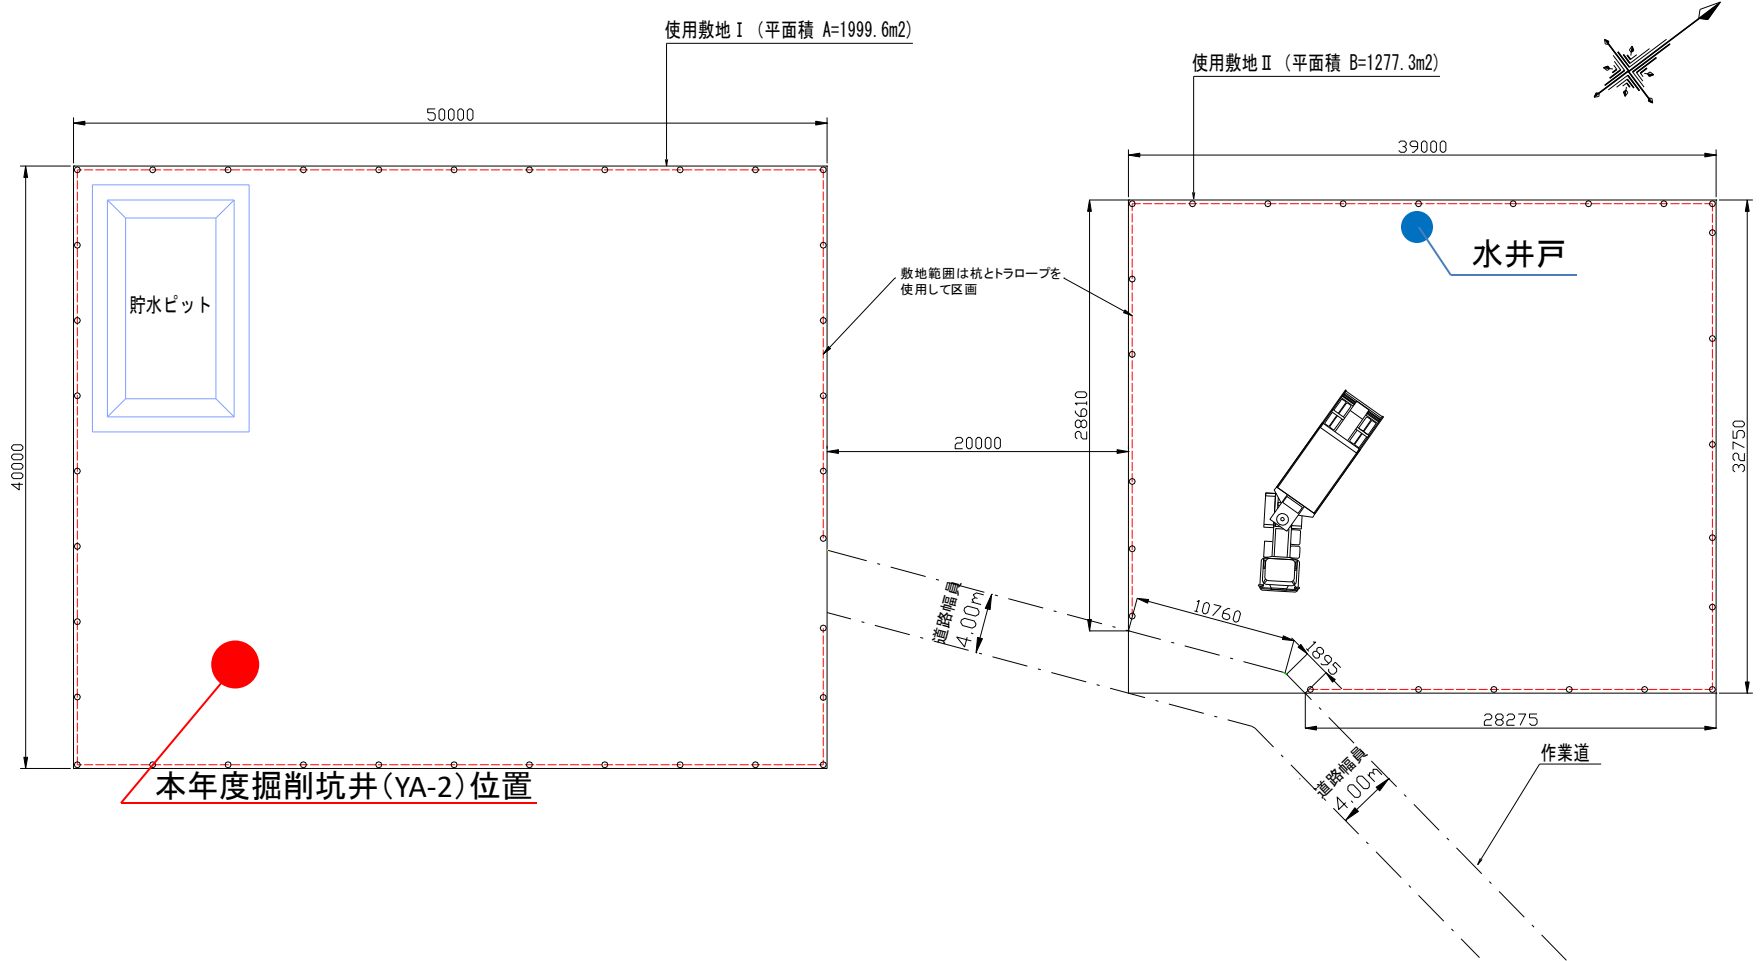 使用敷地Ⅰ（平面積 A=1999.6m2）
使用敷地Ⅱ（平面積 B=1277.3m2）
50000
39000
水井戸
敷地範囲は杭とトラロープを
使用して区画
貯水ピット
28610
32750
40000
20000
道路幅員
4.00m
10760
1895
28275
作業道
道路幅員
4.00m
本年度掘削坑井（YA-2）位置